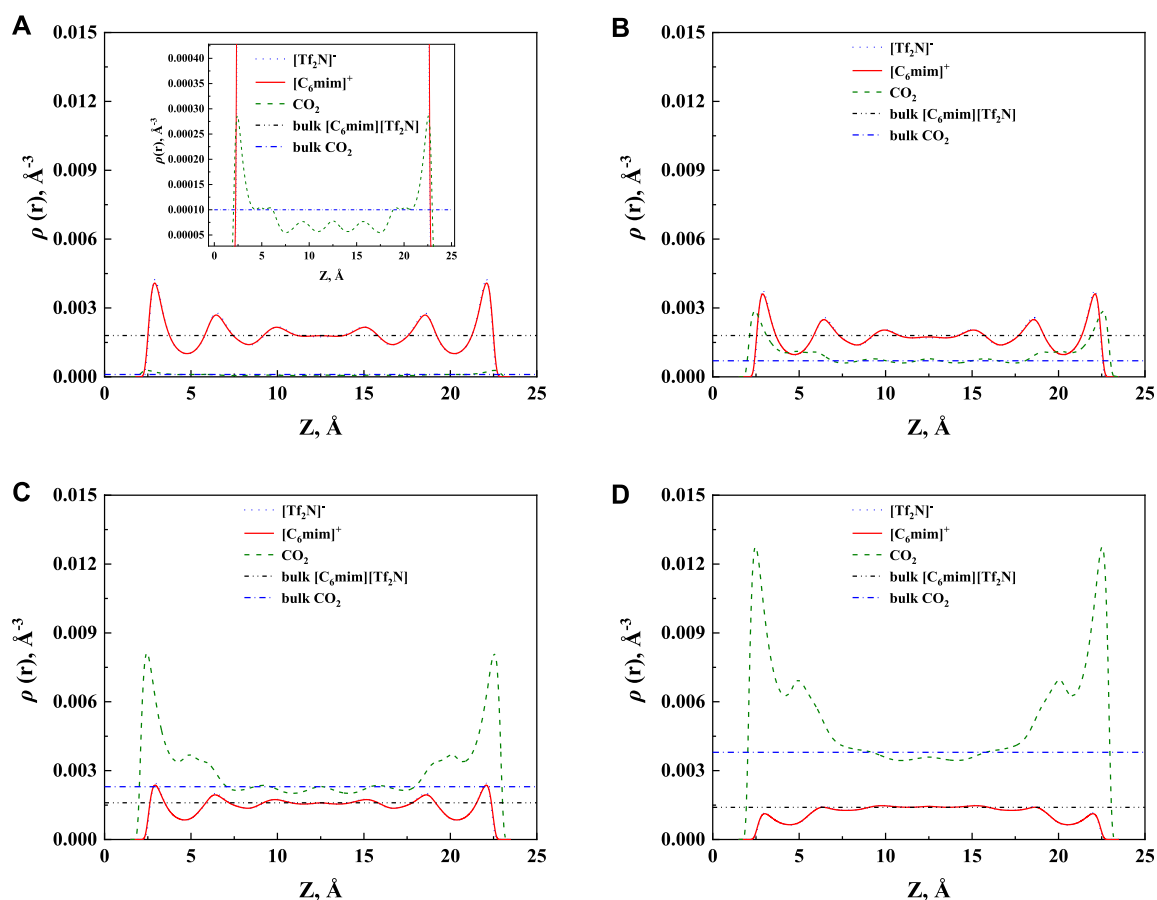 A
0.015
0.012
0.009
0.006
0.003
0.000
ρ (r), Å⁻³
0 5 10 15 20 25
Z, Å
0.00040
0.00035
0.00030
0.00025
0.00020
0.00015
0.00010
0.00005
ρ(r), Å⁻³
0 5 10 15 20 25
Z, Å
[Tf₂N]⁻
[C₆mim]⁺
CO₂
bulk [C₆mim][Tf₂N]
bulk CO₂
B
0.015
0.012
0.009
0.006
0.003
0.000
ρ (r), Å⁻³
0 5 10 15 20 25
Z, Å
[Tf₂N]⁻
[C₆mim]⁺
CO₂
bulk [C₆mim][Tf₂N]
bulk CO₂
C
0.015
0.012
0.009
0.006
0.003
0.000
ρ (r), Å⁻³
0 5 10 15 20 25
Z, Å
[Tf₂N]⁻
[C₆mim]⁺
CO₂
bulk [C₆mim][Tf₂N]
bulk CO₂
D
0.015
0.012
0.009
0.006
0.003
0.000
ρ (r), Å⁻³
0 5 10 15 20 25
Z, Å
[Tf₂N]⁻
[C₆mim]⁺
CO₂
bulk [C₆mim][Tf₂N]
bulk CO₂